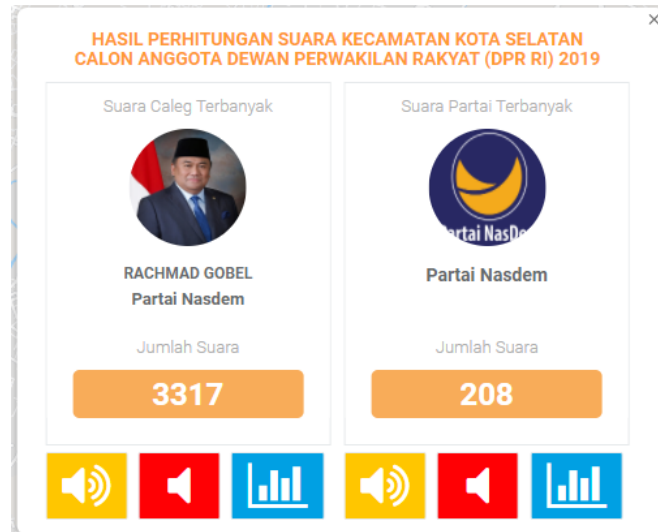 HASIL PERHITUNGAN SUARA KECAMATAN KOTA SELATAN
CALON ANGGOTA DEWAN PERWAKILAN RAKYAT (DPR RI) 2019
Suara Caleg Terbanyak
RACHMAD GOBEL
Partai Nasdem
Jumlah Suara
3317
Suara Partai Terbanyak
Partai NasDe
Partai Nasdem
Jumlah Suara
208